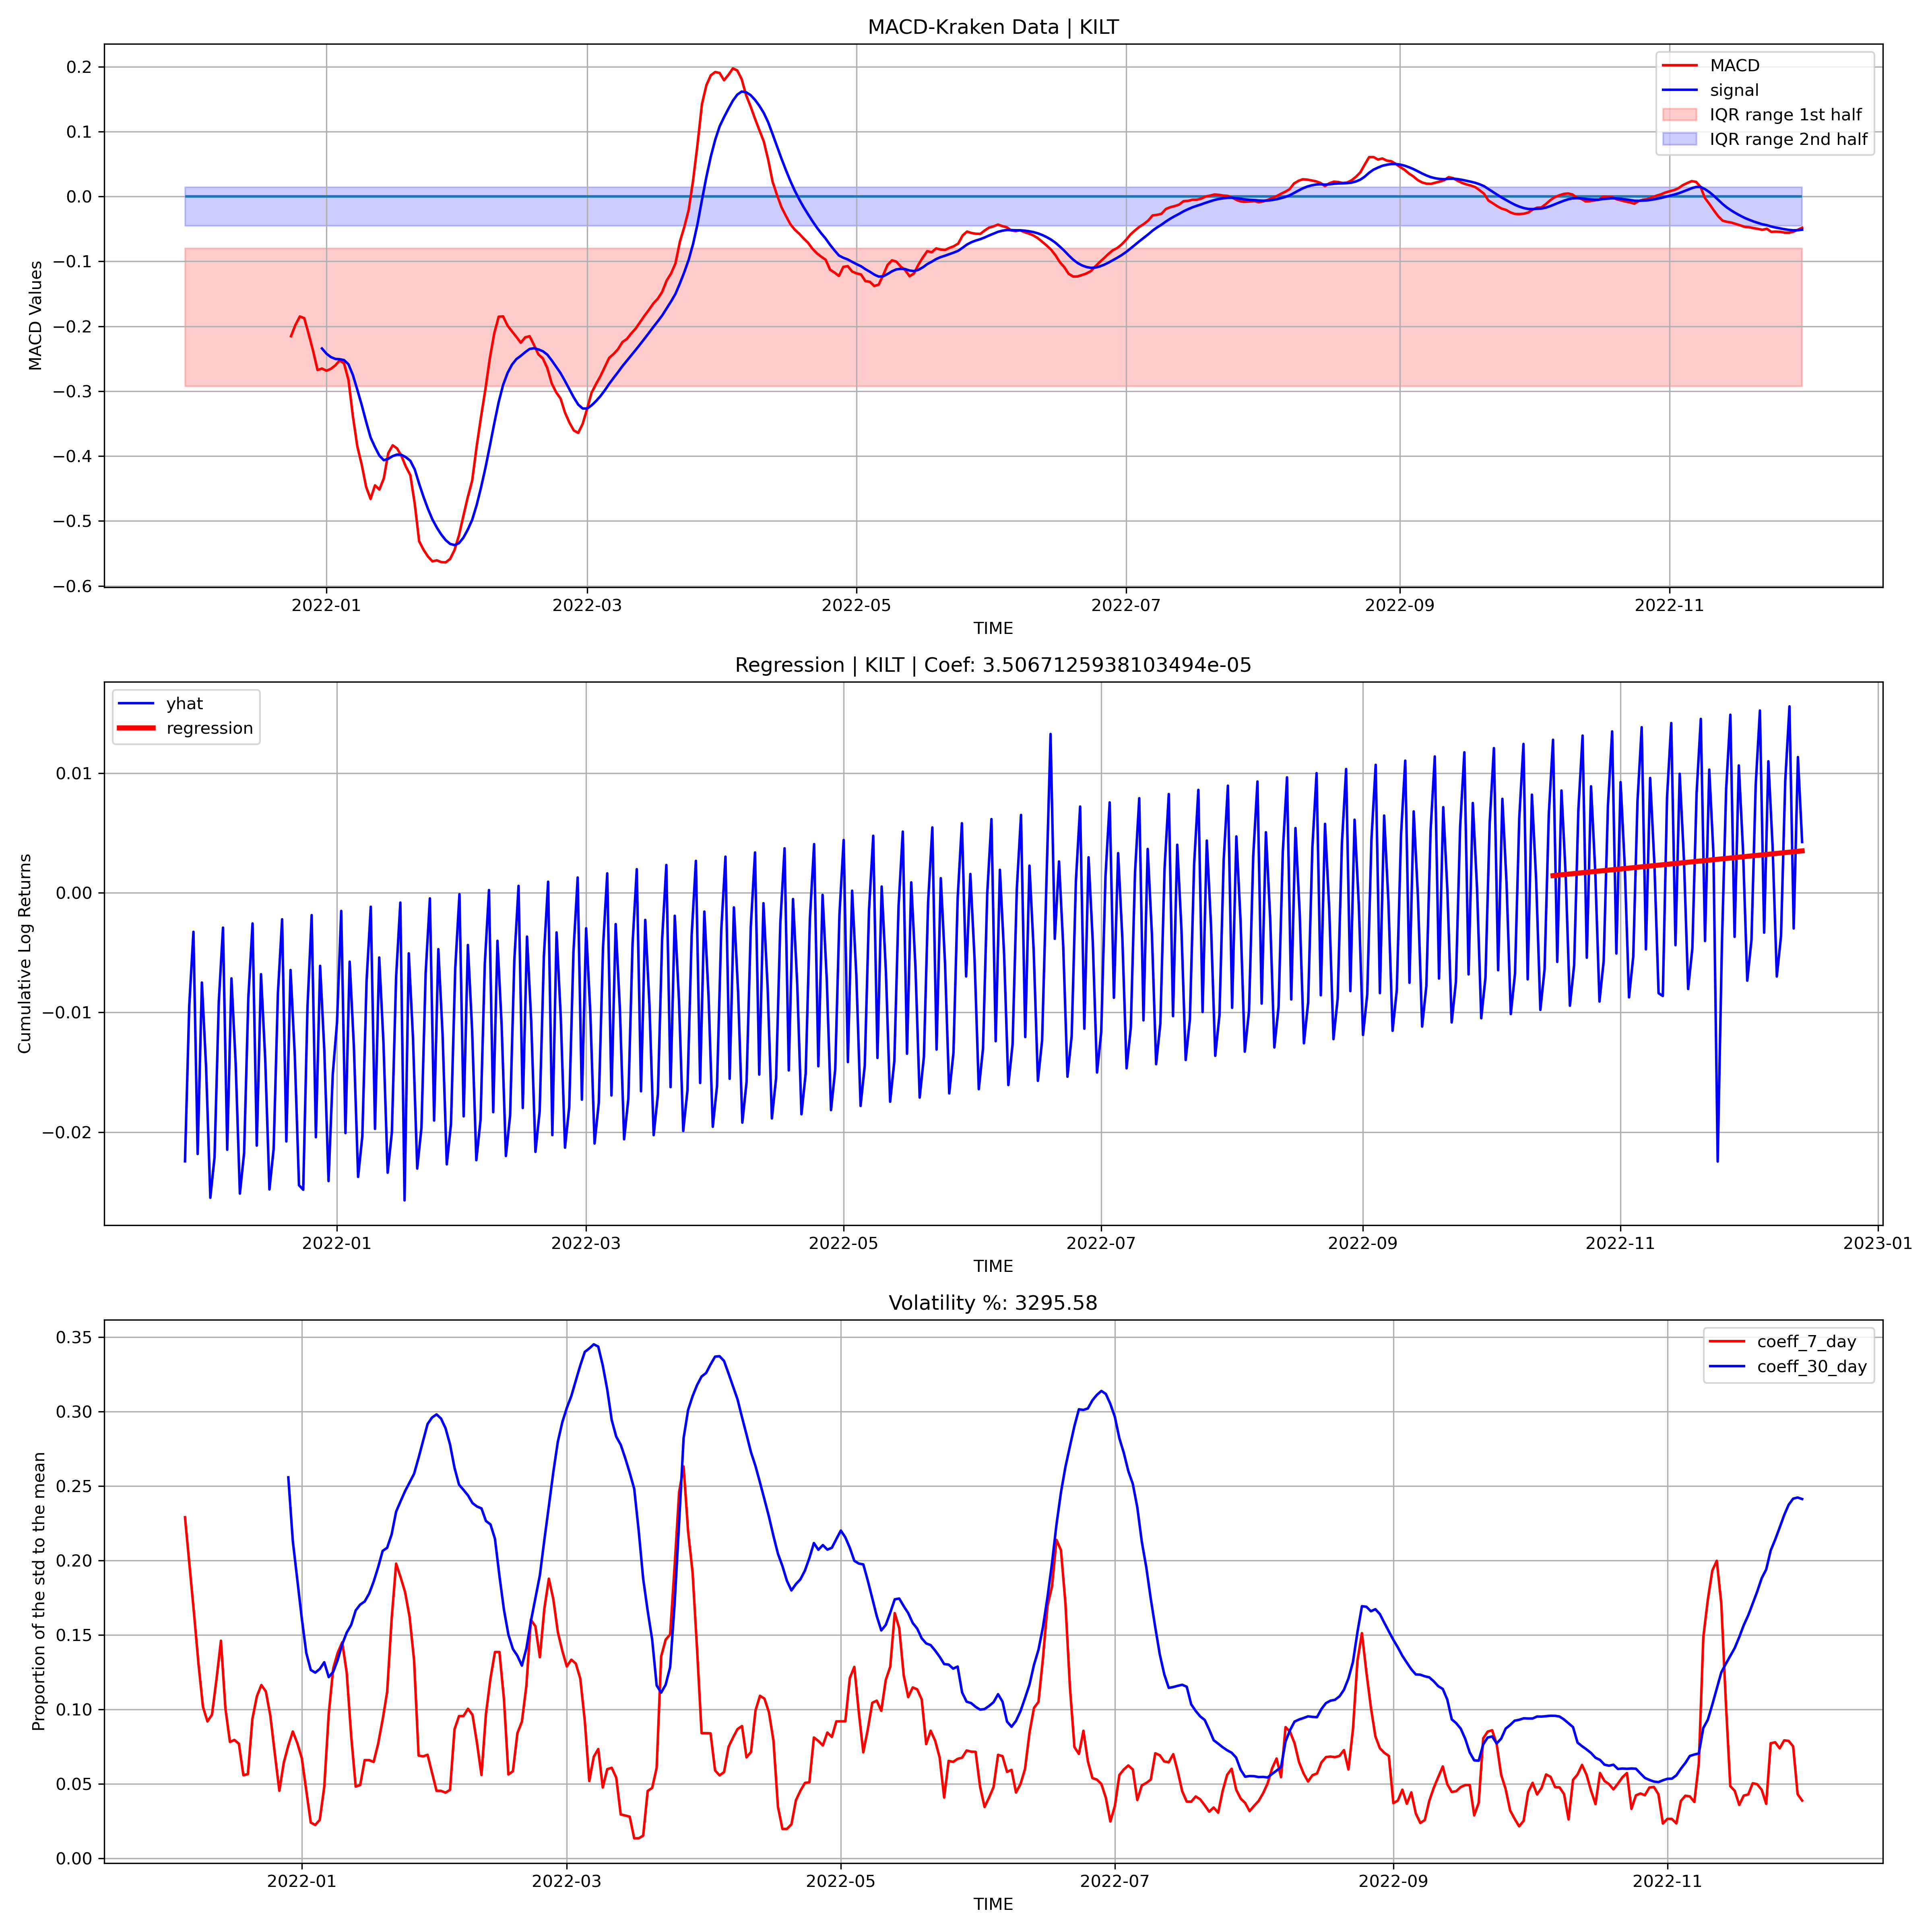 MACD-Kraken Data | KILT
MACD
signal
IQR range 1st half
IQR range 2nd half
MACD Values
0.2
0.1
0.0
−0.1
−0.2
−0.3
−0.4
−0.5
−0.6
2022-01 2022-03 2022-05 2022-07 2022-09 2022-11
TIME
Regression | KILT | Coef: 3.5067125938103494e-05
yhat
regression
Cumulative Log Returns
0.01
0.00
−0.01
−0.02
2022-01 2022-03 2022-05 2022-07 2022-09 2022-11 2023-01
TIME
Volatility %: 3295.58
coeff_7_day
coeff_30_day
Proportion of the std to the mean
0.35
0.30
0.25
0.20
0.15
0.10
0.05
0.00
2022-01 2022-03 2022-05 2022-07 2022-09 2022-11
TIME